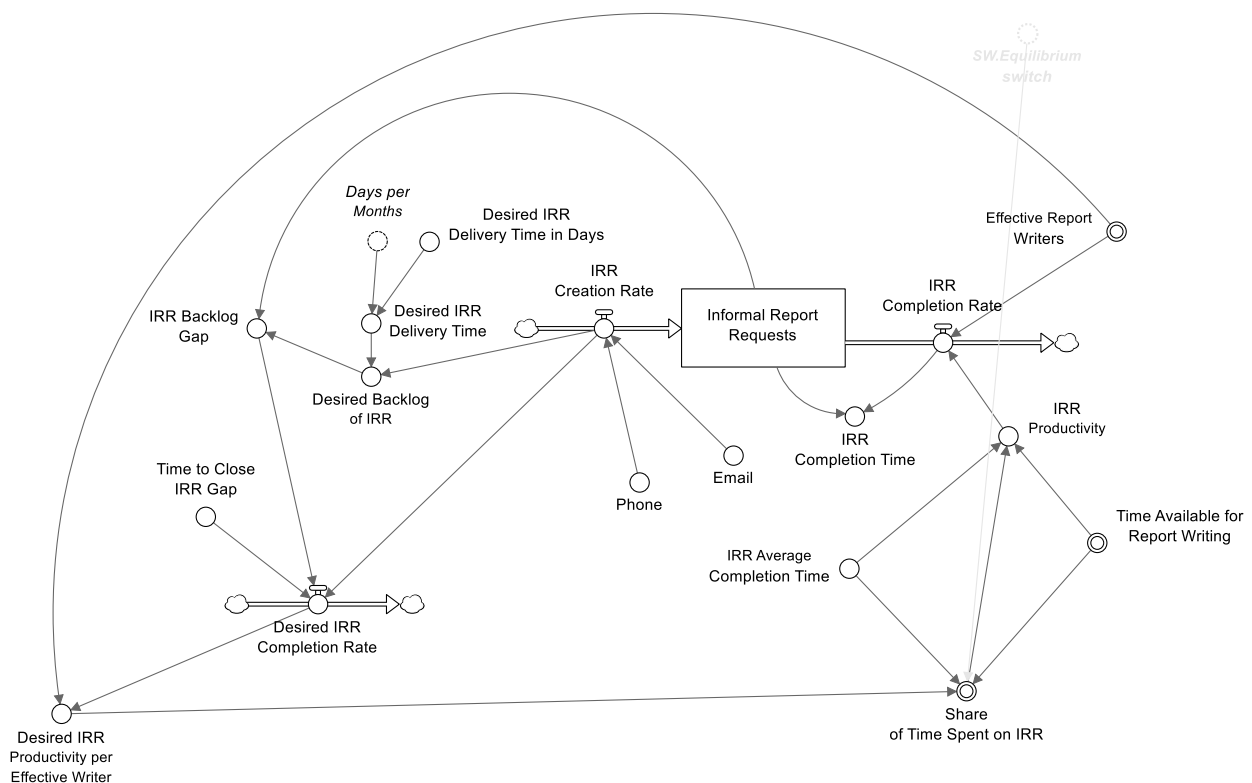 SW.Equilibrium
switch
Days per
Months
Desired IRR
Delivery Time in Days
Effective Report
Writers
IRR
Creation Rate
IRR
Completion Rate
IRR Backlog
Gap
Desired IRR
Delivery Time
Informal Report
Requests
Desired Backlog
of IRR
IRR
Productivity
IRR
Completion Time
Time to Close
IRR Gap
Email
Phone
Time Available for
Report Writing
IRR Average
Completion Time
Desired IRR
Completion Rate
Share
of Time Spent on IRR
Desired IRR
Productivity per
Effective Writer